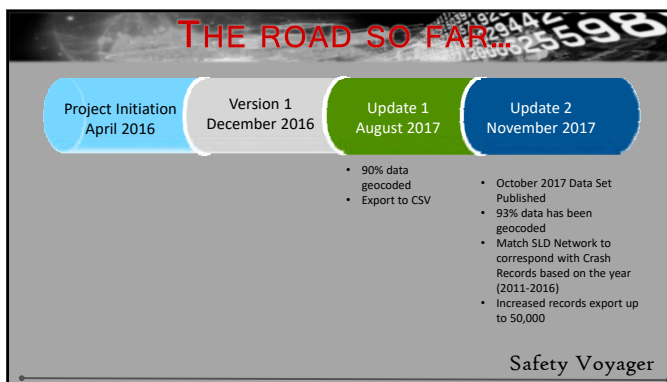 THE ROAD SO FAR...
Project Initiation
April 2016
Version 1
December 2016
Update 1
August 2017
Update 2
November 2017
• 90% data
geocoded
• Export to CSV
• October 2017 Data Set
Published
• 93% data has been
geocoded
• Match SLD Network to
correspond with Crash
Records based on the year
(2011-2016)
• Increased records export up
to 50,000
Safety Voyager